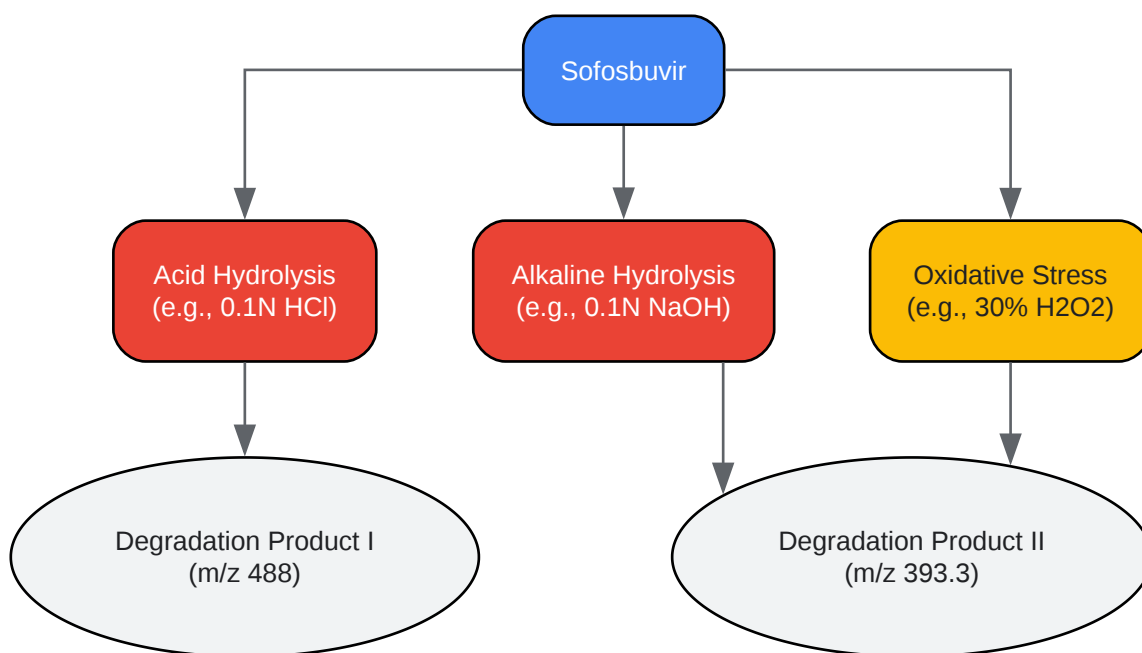 Sofosbuvir
Acid Hydrolysis
(e.g., 0.1N HCl)
Alkaline Hydrolysis
(e.g., 0.1N NaOH)
Oxidative Stress
(e.g., 30% H2O2)
Degradation Product I
(m/z 488)
Degradation Product II
(m/z 393.3)